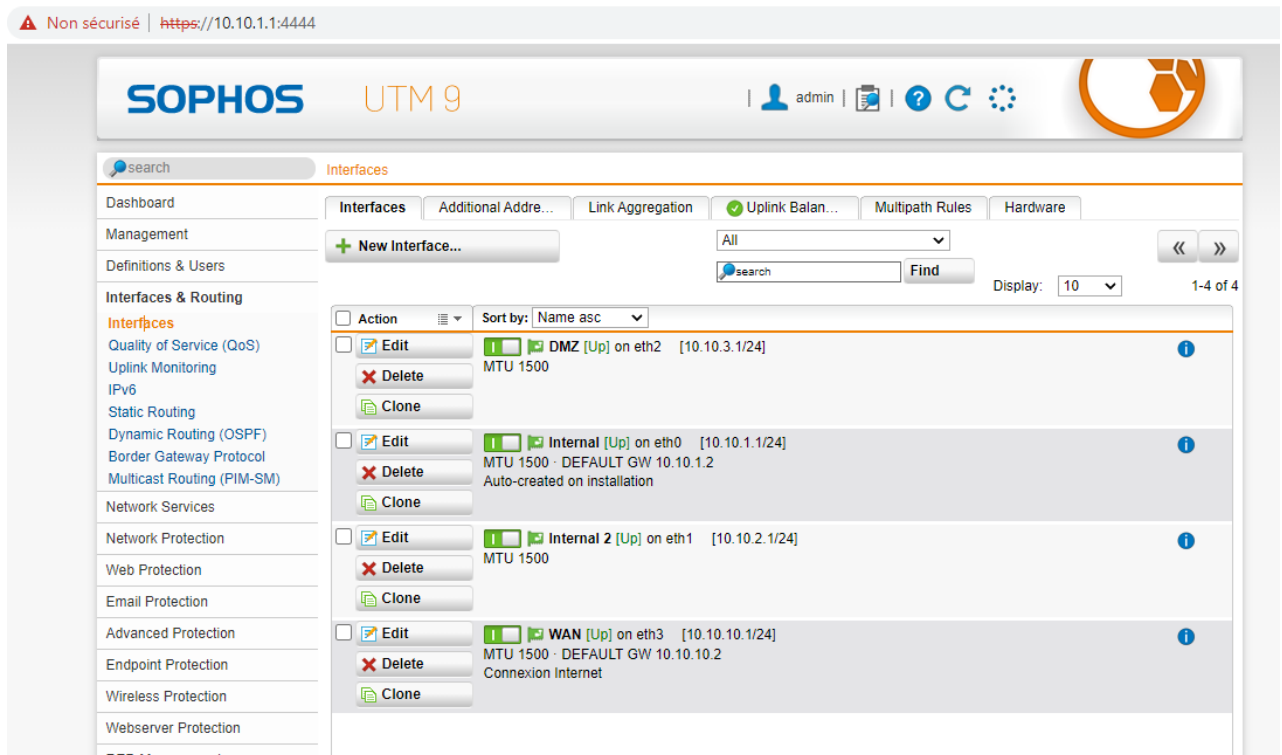 Non sécurisé | https://10.10.1.1:4444
SOPHOS UTM 9
| admin | | ?
search
Interfaces
Dashboard
Management
Definitions & Users
Interfaces & Routing
Interfaces
Quality of Service (QoS)
Uplink Monitoring
IPv6
Static Routing
Dynamic Routing (OSPF)
Border Gateway Protocol
Multicast Routing (PIM-SM)
Network Services
Network Protection
Web Protection
Email Protection
Advanced Protection
Endpoint Protection
Wireless Protection
Webserver Protection
Interfaces Additional Addre... Link Aggregation Uplink Balan... Multipath Rules Hardware
New Interface...
All
search Find
Display: 10
« »
1-4 of 4
Action Sort by: Name asc
Edit
Delete
Clone
DMZ [Up] on eth2 [10.10.3.1/24]
MTU 1500
Edit
Delete
Clone
Internal [Up] on eth0 [10.10.1.1/24]
MTU 1500 · DEFAULT GW 10.10.1.2
Auto-created on installation
Edit
Delete
Clone
Internal 2 [Up] on eth1 [10.10.2.1/24]
MTU 1500
Edit
Delete
Clone
WAN [Up] on eth3 [10.10.10.1/24]
MTU 1500 · DEFAULT GW 10.10.10.2
Connexion Internet